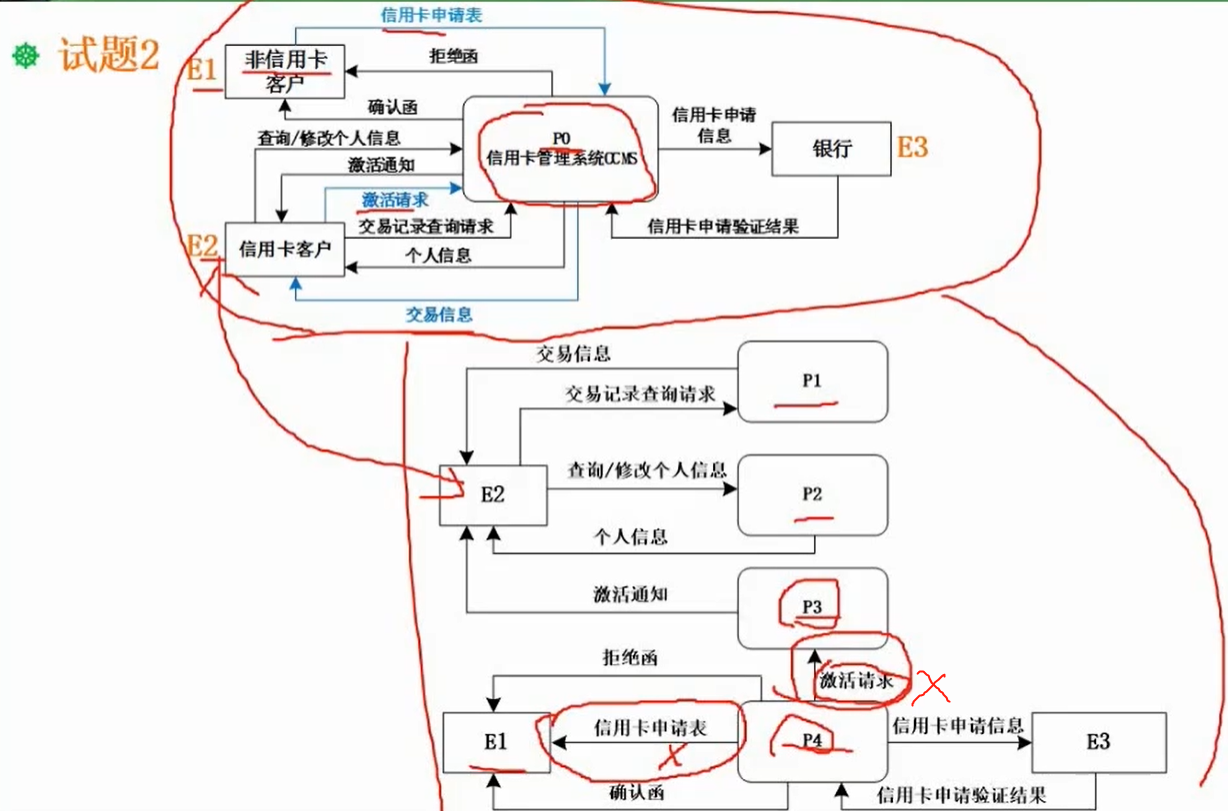 试题2
信用卡申请表
E1
非信用卡
客户
拒绝函
确认函
查询/修改个人信息
激活通知
激活请求
P0
信用卡管理系统CCMS
信用卡申请
信息
银行
E3
E2
信用卡客户
交易记录查询请求
信用卡申请验证结果
个人信息
交易信息
交易信息
P1
交易记录查询请求
E2
查询/修改个人信息
P2
个人信息
激活通知
P3
拒绝函
激活请求
E1
信用卡申请表
P4
信用卡申请信息
E3
确认函
信用卡申请验证结果